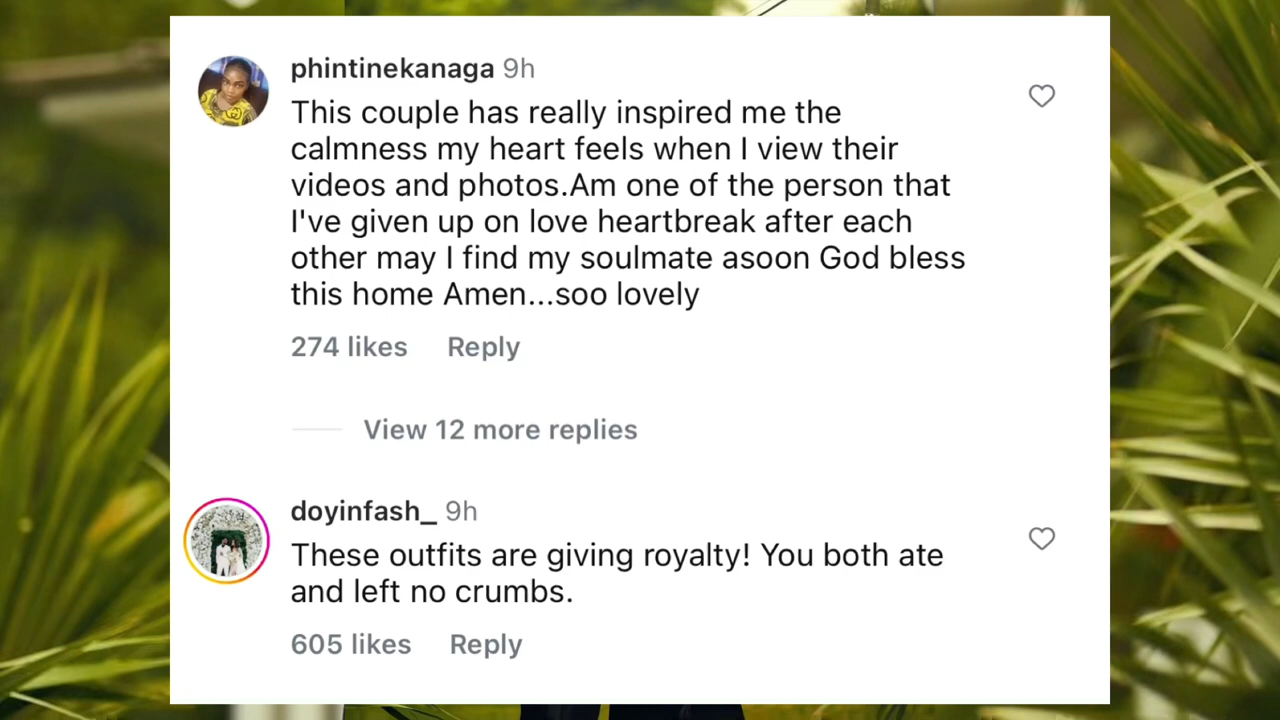 phintinekanaga 9h
This couple has really inspired me the
calmness my heart feels when I view their
videos and photos.Am one of the person that
I've given up on love heartbreak after each
other may I find my soulmate asoon God bless
this home Amen...soo lovely
274 likes Reply
View 12 more replies
doyinfash_ 9h
These outfits are giving royalty! You both ate
and left no crumbs.
605 likes Reply